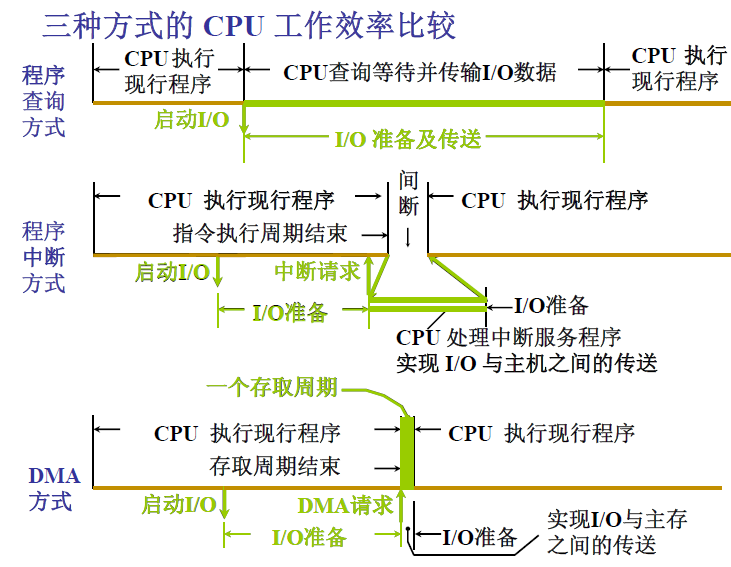 三种方式的 CPU 工作效率比较
程序
查询
方式
CPU 执行
现行程序
CPU查询等待并传输I/O数据
CPU 执行
现行程序
启动I/O
I/O 准备及传送
程序
中断
方式
CPU 执行现行程序
间
断
CPU 执行现行程序
指令执行周期结束
启动I/O
中断请求
I/O准备
I/O准备
CPU 处理中断服务程序
实现 I/O 与主机之间的传送
一个存取周期
DMA
方式
CPU 执行现行程序
CPU 执行现行程序
存取周期结束
启动I/O
DMA请求
I/O准备
I/O准备
实现I/O与主存
之间的传送